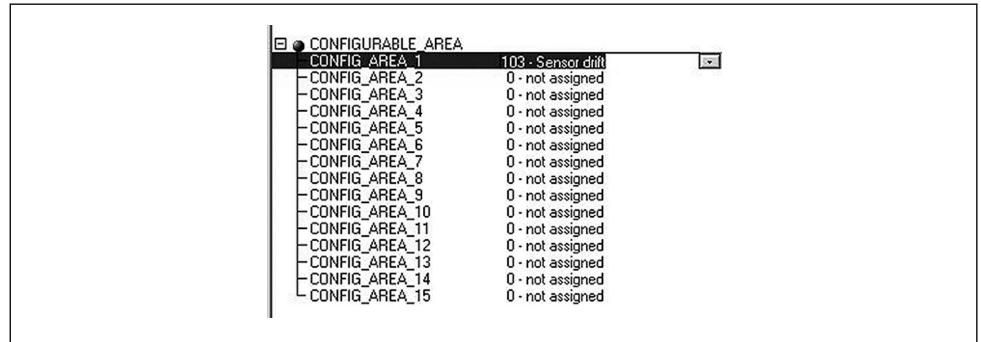 CONFIGURABLE_AREA
CONFIG_AREA_1 103 - Sensor drift
CONFIG_AREA_2 0 - not assigned
CONFIG_AREA_3 0 - not assigned
CONFIG_AREA_4 0 - not assigned
CONFIG_AREA_5 0 - not assigned
CONFIG_AREA_6 0 - not assigned
CONFIG_AREA_7 0 - not assigned
CONFIG_AREA_8 0 - not assigned
CONFIG_AREA_9 0 - not assigned
CONFIG_AREA_10 0 - not assigned
CONFIG_AREA_11 0 - not assigned
CONFIG_AREA_12 0 - not assigned
CONFIG_AREA_13 0 - not assigned
CONFIG_AREA_14 0 - not assigned
CONFIG_AREA_15 0 - not assigned